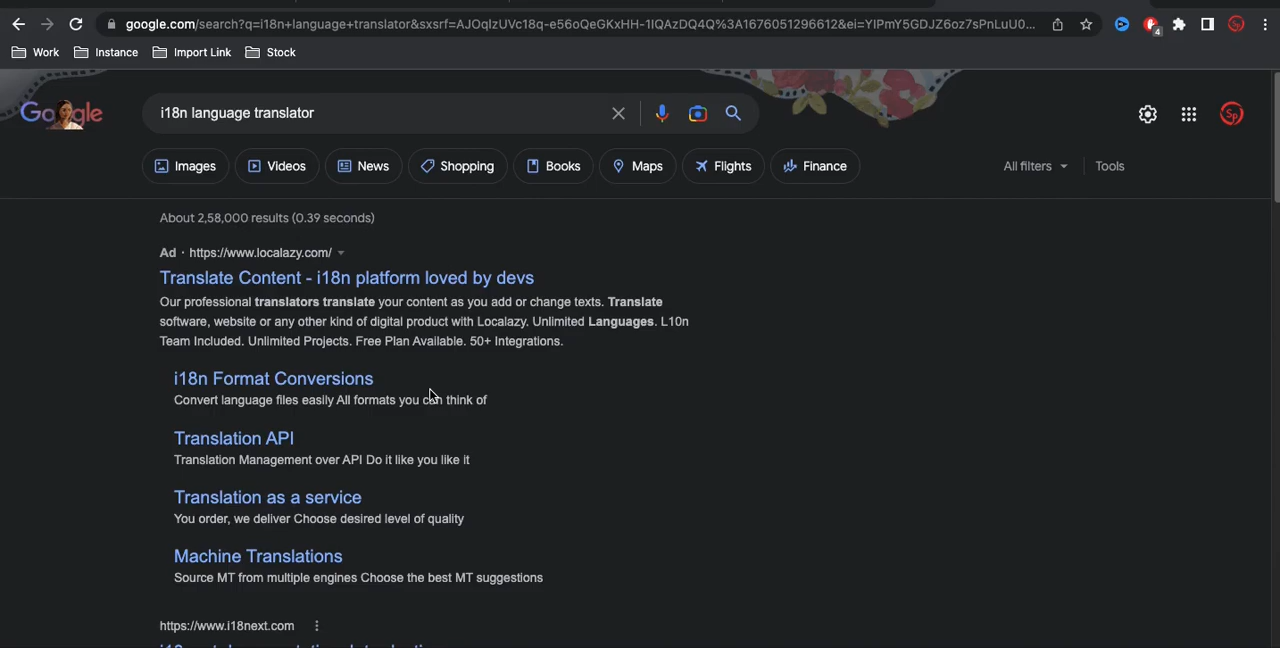 google.com/search?q=i18n+language+translator&sxsrf=AJOqlzUVc18q-e56oQeGKxHH-1IQAzDQ4Q%3A1676051296612&ei=YIPmY5GDJZ6oz7sPnLuU0...
4
Sp
Work Instance Import Link Stock
Google
i18n language translator
Sp
Images Videos News Shopping Books Maps Flights Finance All filters Tools
About 2,58,000 results (0.39 seconds)
Ad · https://www.localazy.com/
Translate Content - i18n platform loved by devs
Our professional translators translate your content as you add or change texts. Translate
software, website or any other kind of digital product with Localazy. Unlimited Languages. L10n
Team Included. Unlimited Projects. Free Plan Available. 50+ Integrations.
i18n Format Conversions
Convert language files easily All formats you can think of
Translation API
Translation Management over API Do it like you like it
Translation as a service
You order, we deliver Choose desired level of quality
Machine Translations
Source MT from multiple engines Choose the best MT suggestions
https://www.i18next.com